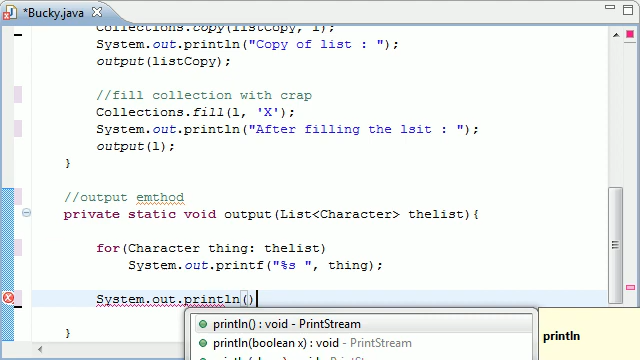 *Bucky.java
Collections.copy(listCopy, l);
System.out.println("Copy of list : ");
output(listCopy);
//fill collection with crap
Collections.fill(l, 'X');
System.out.println("After filling the lsit : ");
output(l);
}
//output emthod
private static void output(List<Character> thelist){
for(Character thing: thelist)
System.out.printf("%s ", thing);
System.out.println()
println() : void - PrintStream
println
println(boolean x) : void - PrintStream
}